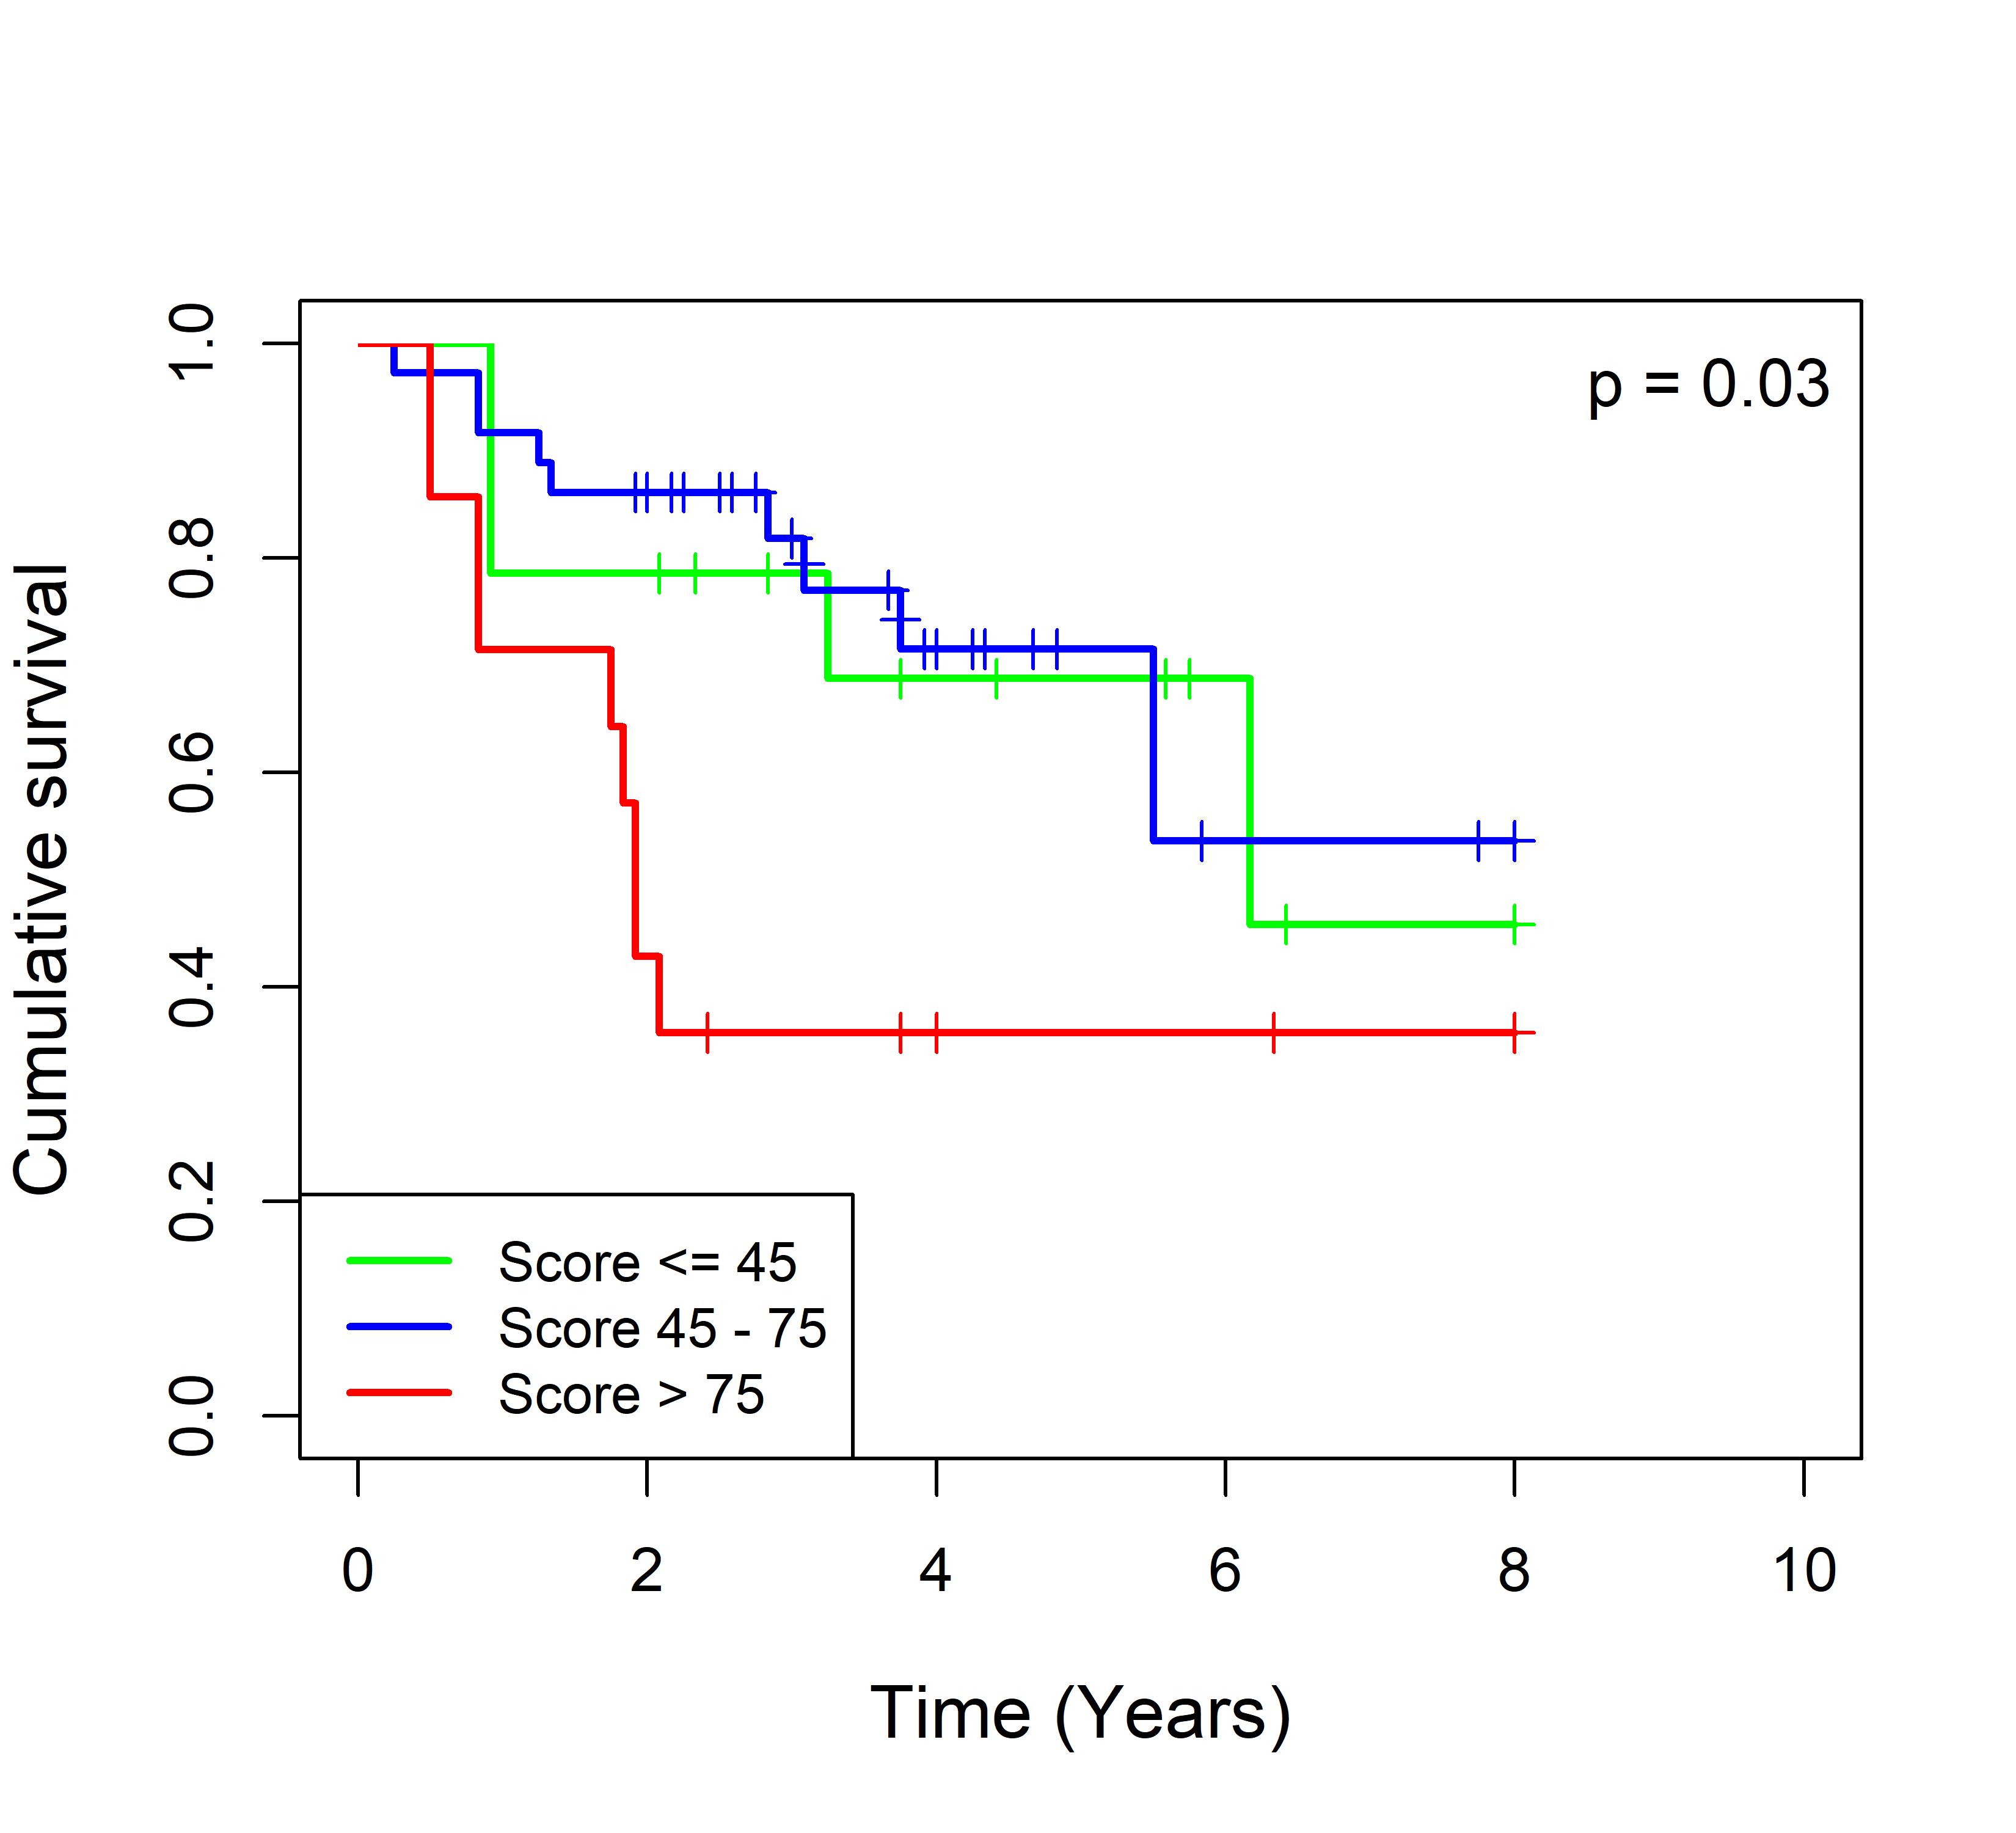 p = 0.03
Cumulative survival
1.0
0.8
0.6
0.4
0.2
0.0
Score <= 45
Score 45 - 75
Score > 75
0 2 4 6 8 10
Time (Years)